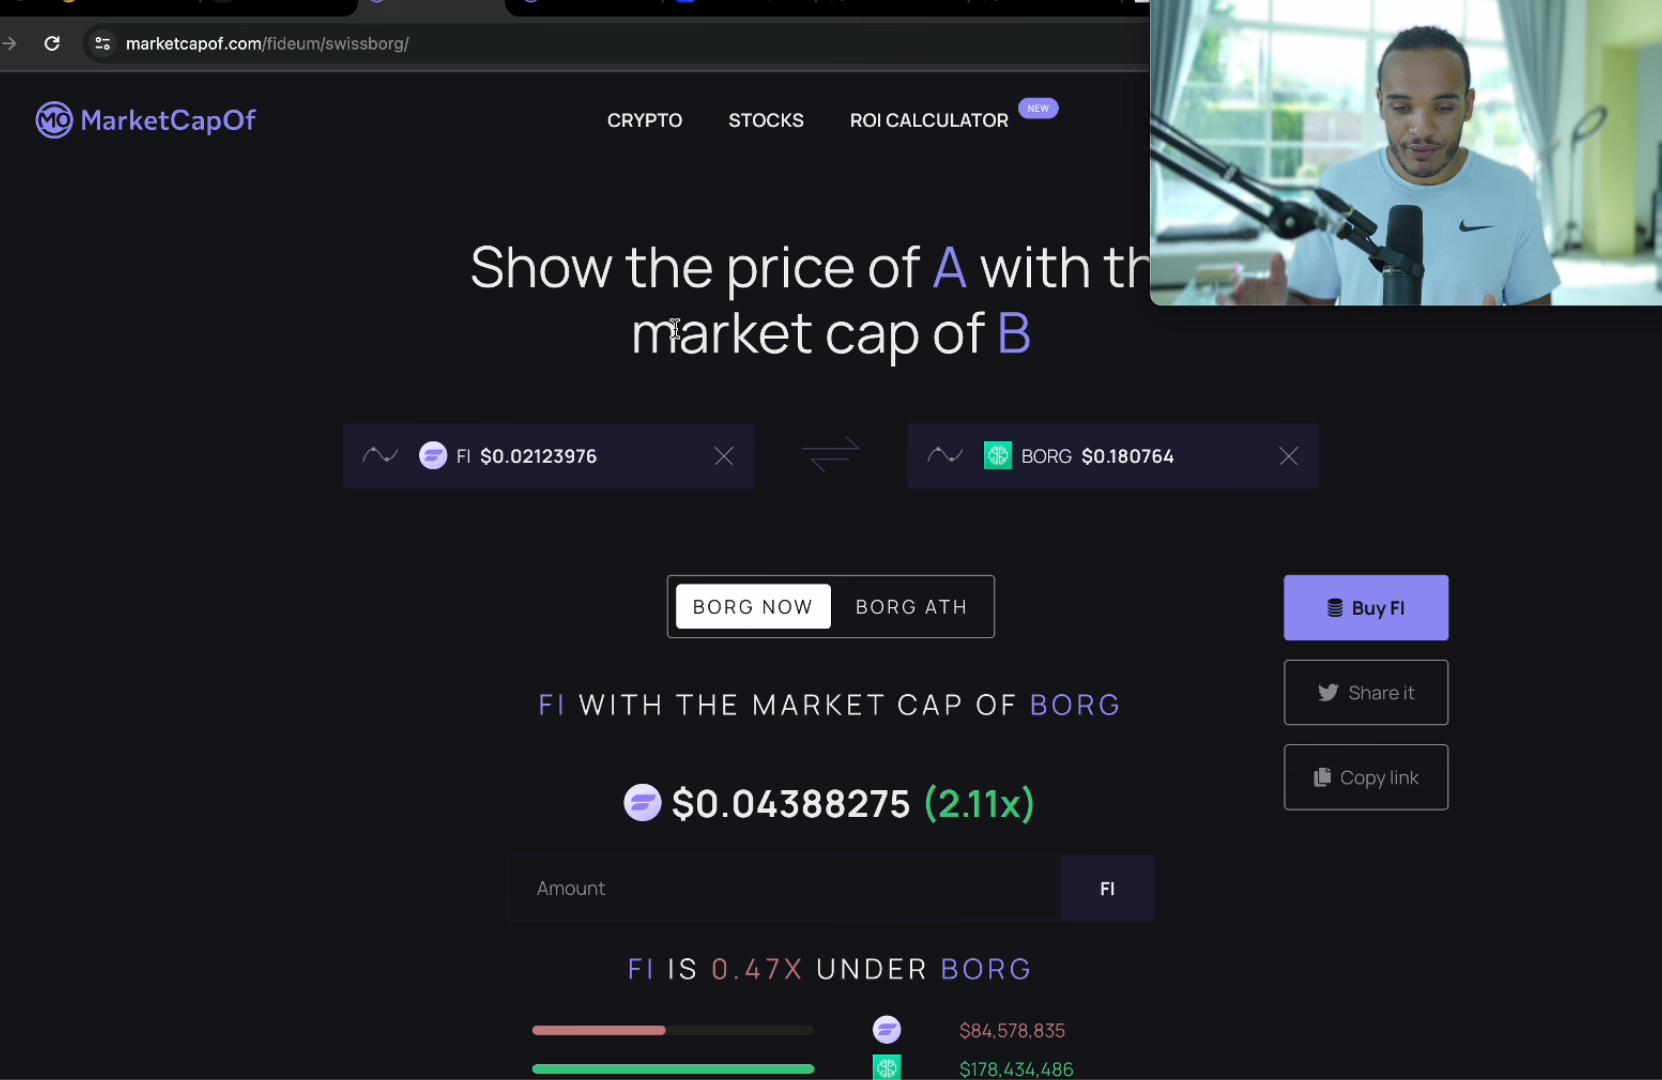 marketcapof.com/fideum/swissborg/
MO MarketCapOf
CRYPTO STOCKS ROI CALCULATOR NEW
Show the price of A with th
market cap of B
FI $0.02123976
BORG $0.180764
BORG NOW BORG ATH
Buy FI
Share it
Copy link
FI WITH THE MARKET CAP OF BORG
$0.04388275 (2.11x)
Amount FI
FI IS 0.47X UNDER BORG
$84,578,835
$178,434,486